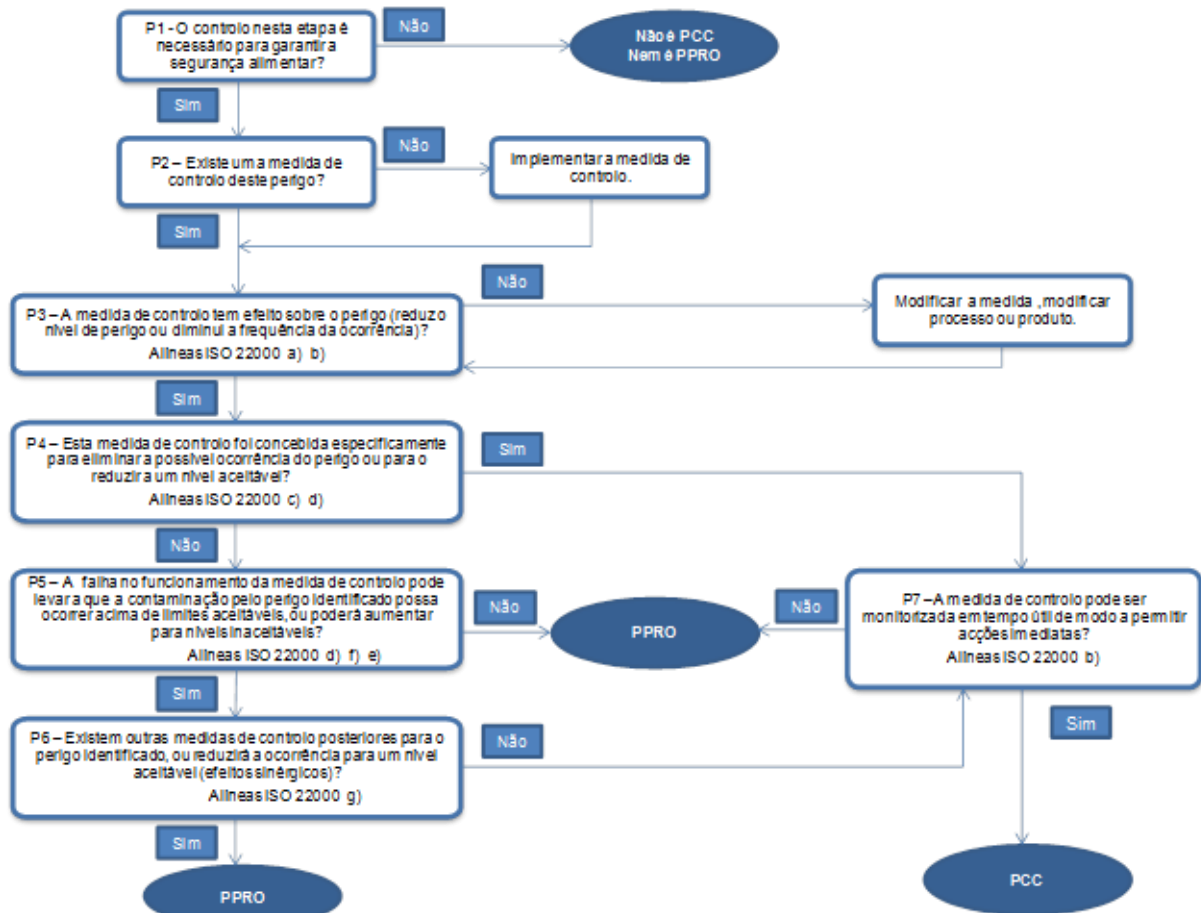 P1 - O controlo nesta etapa é
necessário para garantir a
segurança alimentar?
Não
Não é PCC
Nem é PPRO
Sim
P2 – Existe um a medida de
controlo deste perigo?
Não
Implementar a medida de
controlo.
Sim
P3 – A medida de controlo tem efeito sobre o perigo (reduz o
nível de perigo ou diminui a frequência da ocorrência)?
Alíneas ISO 22000 a) b)
Não
Modificar a medida , modificar
processo ou produto.
Sim
P4 – Esta medida de controlo foi concebida especificamente
para eliminar a possível ocorrência do perigo ou para o
reduzir a um nível aceitável?
Alíneas ISO 22000 c) d)
Sim
Não
P5 – A falha no funcionamento da medida de controlo pode
levar a que a contaminação pelo perigo identificado possa
ocorrer acima de limites aceitáveis, ou poderá aumentar
para níveis inaceitáveis?
Alíneas ISO 22000 d) f) e)
Não
PPRO
Não
P7 – A medida de controlo pode ser
monitorizada em tempo útil de modo a permitir
acções imediatas?
Alíneas ISO 22000 b)
Sim
P6 – Existem outras medidas de controlo posteriores para o
perigo identificado, ou reduzirá a ocorrência para um nível
aceitável (efeitos sinérgicos)?
Alíneas ISO 22000 g)
Não
Sim
Sim
PPRO
PCC